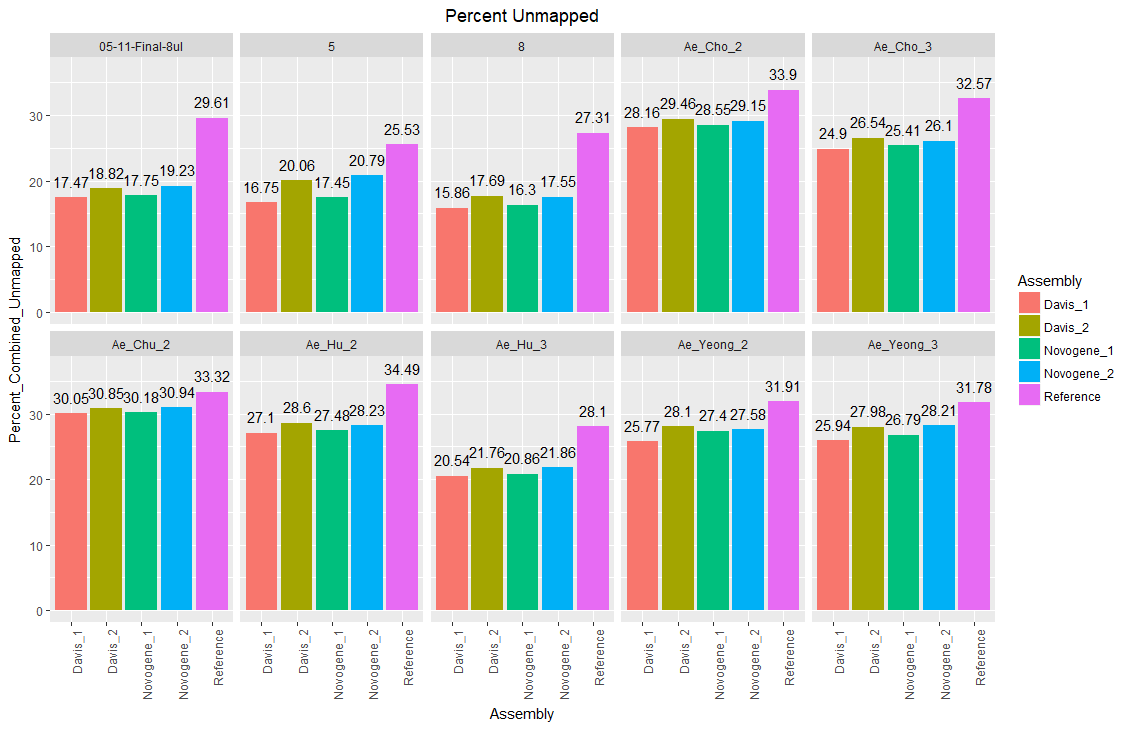 Percent Unmapped
05-11-Final-8ul 5 8 Ae_Cho_2 Ae_Cho_3
17.47 18.82 17.75 19.23 29.61
16.75 20.06 17.45 20.79 25.53
15.86 17.69 16.3 17.55 27.31
28.16 29.46 28.55 29.15 33.9
24.9 26.54 25.41 26.1 32.57
30
20
10
0
Ae_Chu_2 Ae_Hu_2 Ae_Hu_3 Ae_Yeong_2 Ae_Yeong_3
30.05 30.85 30.18 30.94 33.32
27.1 28.6 27.48 28.23 34.49
20.54 21.76 20.86 21.86 28.1
25.77 28.1 27.4 27.58 31.91
25.94 27.98 26.79 28.21 31.78
30
20
10
0
Percent_Combined_Unmapped
Davis_1 Davis_2 Novogene_1 Novogene_2 Reference
Davis_1 Davis_2 Novogene_1 Novogene_2 Reference
Davis_1 Davis_2 Novogene_1 Novogene_2 Reference
Davis_1 Davis_2 Novogene_1 Novogene_2 Reference
Davis_1 Davis_2 Novogene_1 Novogene_2 Reference
Assembly
Assembly
Davis_1
Davis_2
Novogene_1
Novogene_2
Reference